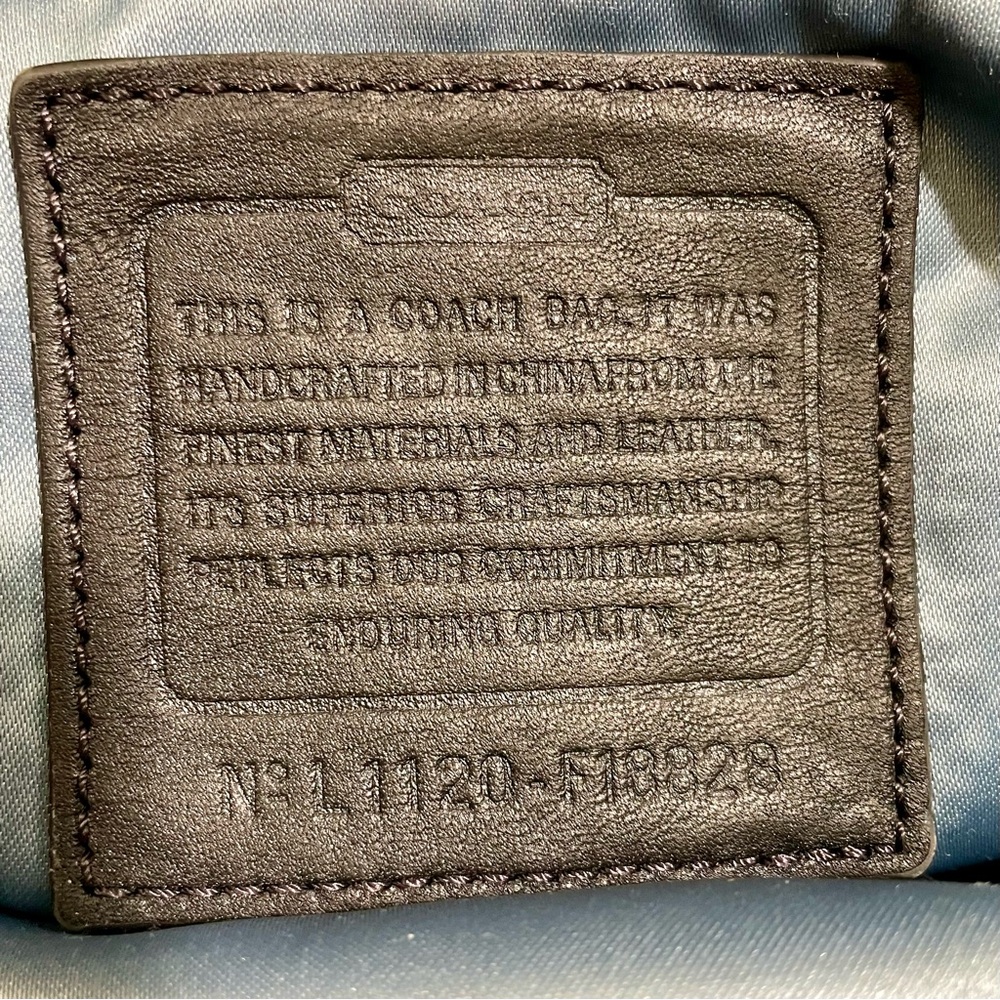 COACH
THIS IS A COACH BAG. IT WAS
HANDCRAFTED IN CHINA FROM THE
FINEST MATERIALS AND LEATHER.
ITS SUPERIOR CRAFTSMANSHIP
REFLECTS OUR COMMITMENT TO
ENDURING QUALITY.
Nº L1120-F18828